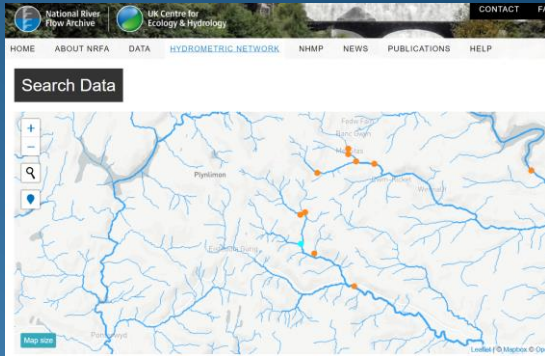 National River
Flow Archive
UK Centre for
Ecology & Hydrology
CONTACT
HOME ABOUT NRFA DATA HYDROMETRIC NETWORK NHMP NEWS PUBLICATIONS HELP
Search Data
+
−
Plynlimon
Map size
Leaflet | © Mapbox ©